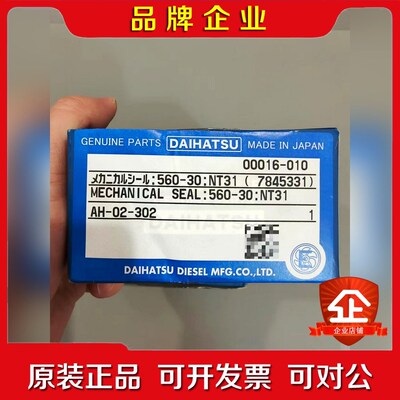 品牌企业
GENUINE PARTS DAIHATSU MADE IN JAPAN
00016-010
メカニカルシール:560-30:NT31 ( 7845331)
MECHANICAL SEAL:560-30:NT31
AH-02-302 1
DAIHATSU
DAIHATSU DIESEL MFG.CO.,LTD.
企
企业店铺
原装正品 可开发票 可对公